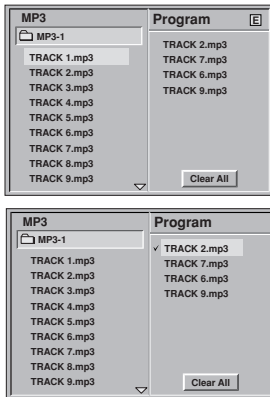 MP3
MP3-1
TRACK 1.mp3
TRACK 2.mp3
TRACK 3.mp3
TRACK 4.mp3
TRACK 5.mp3
TRACK 6.mp3
TRACK 7.mp3
TRACK 8.mp3
TRACK 9.mp3
Program E
TRACK 2.mp3
TRACK 7.mp3
TRACK 6.mp3
TRACK 9.mp3
Clear All
MP3
MP3-1
TRACK 1.mp3
TRACK 2.mp3
TRACK 3.mp3
TRACK 4.mp3
TRACK 5.mp3
TRACK 6.mp3
TRACK 7.mp3
TRACK 8.mp3
TRACK 9.mp3
Program
TRACK 2.mp3
TRACK 7.mp3
TRACK 6.mp3
TRACK 9.mp3
Clear All